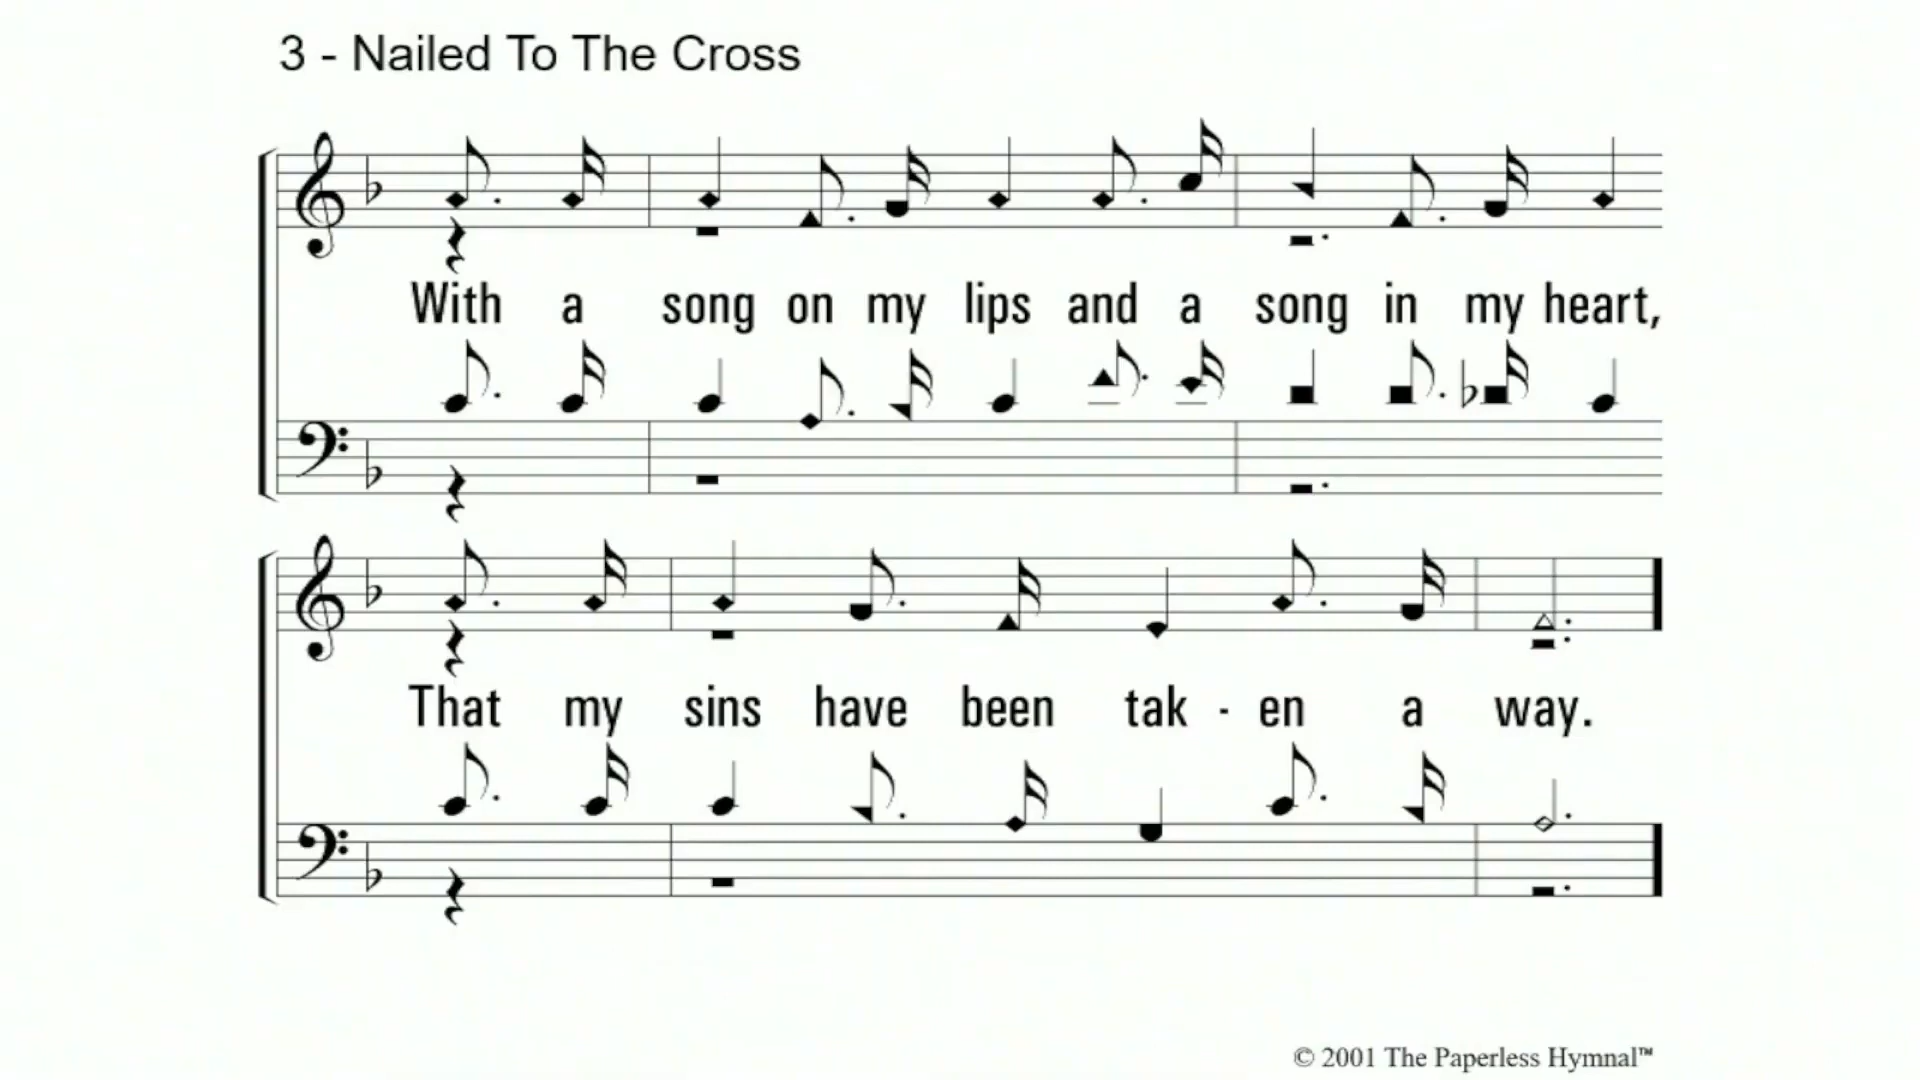 3 - Nailed To The Cross
With a song on my lips and a song in my heart,
That my sins have been tak - en a way.
© 2001 The Paperless Hymnal™